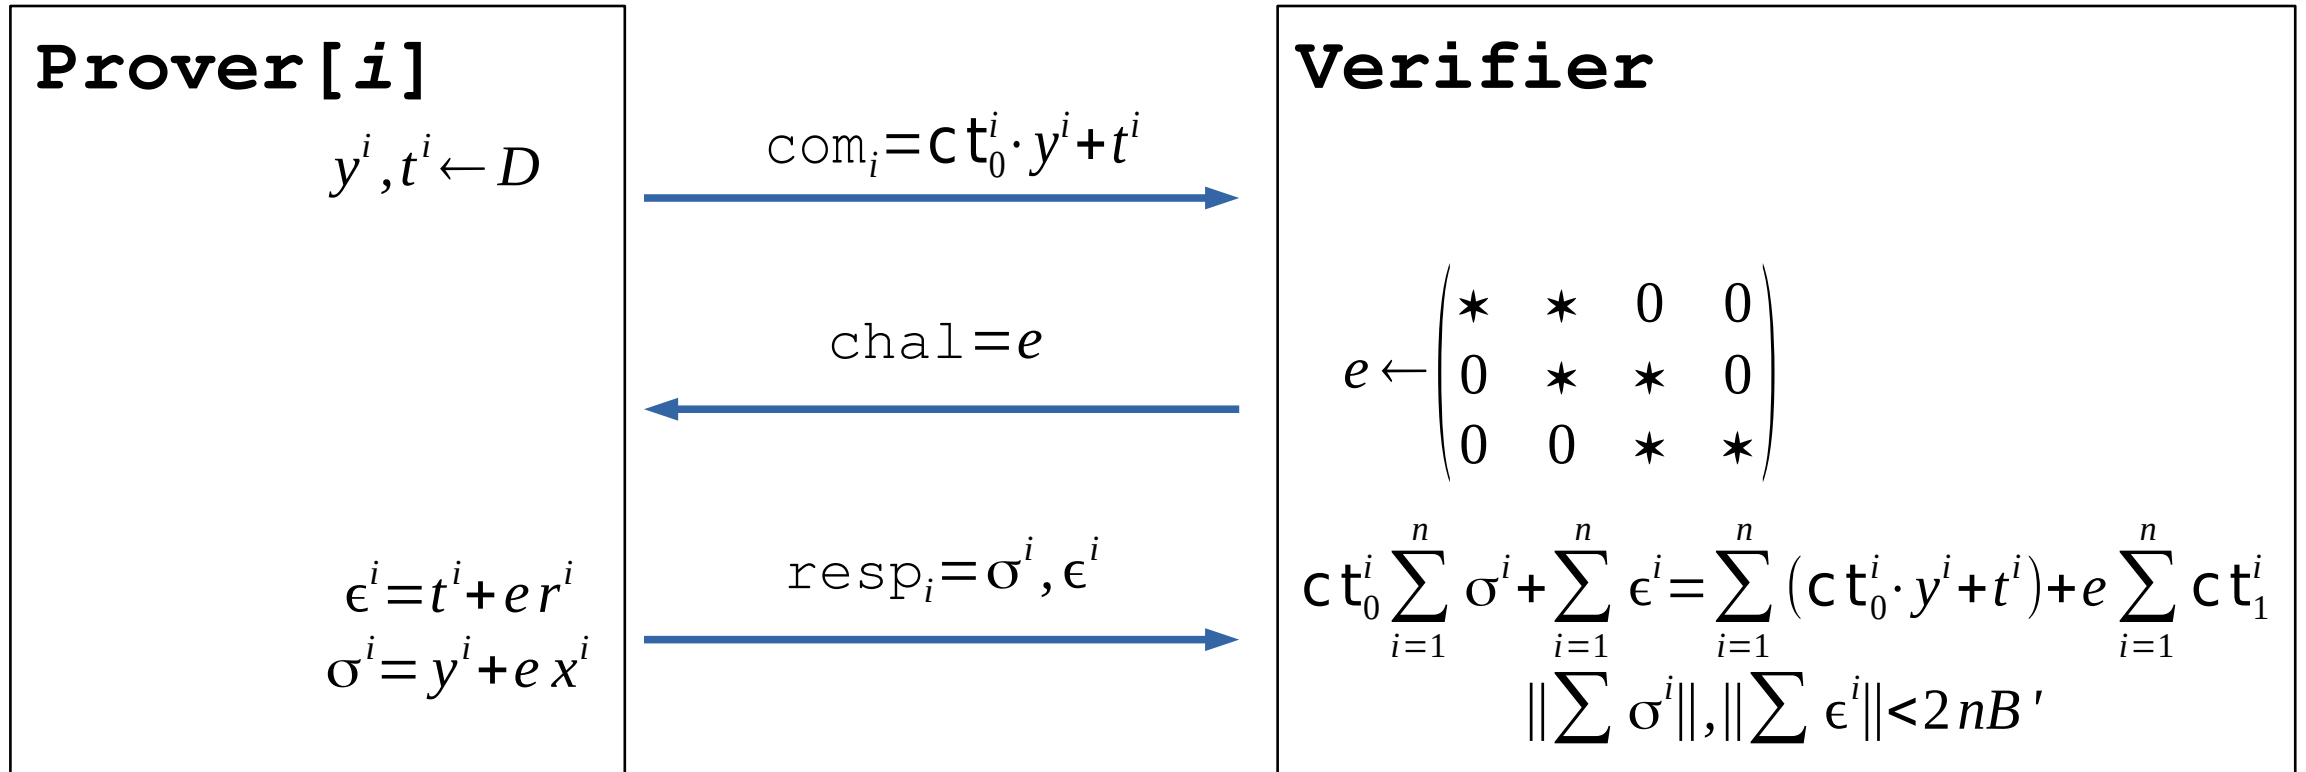 Prover[i]
y^i, t^i ← D
com_i = ct_0^i · y^i + t^i
chal = e
ϵ^i = t^i + e r^i
σ^i = y^i + e x^i
resp_i = σ^i, ϵ^i
Verifier
e ← (∗ ∗ 0 0
0 ∗ ∗ 0
0 0 ∗ ∗)
ct_0^i ∑_{i=1}^n σ^i + ∑_{i=1}^n ϵ^i = ∑_{i=1}^n (ct_0^i · y^i + t^i) + e ∑_{i=1}^n ct_1^i
‖∑ σ^i‖, ‖∑ ϵ^i‖ < 2nB'